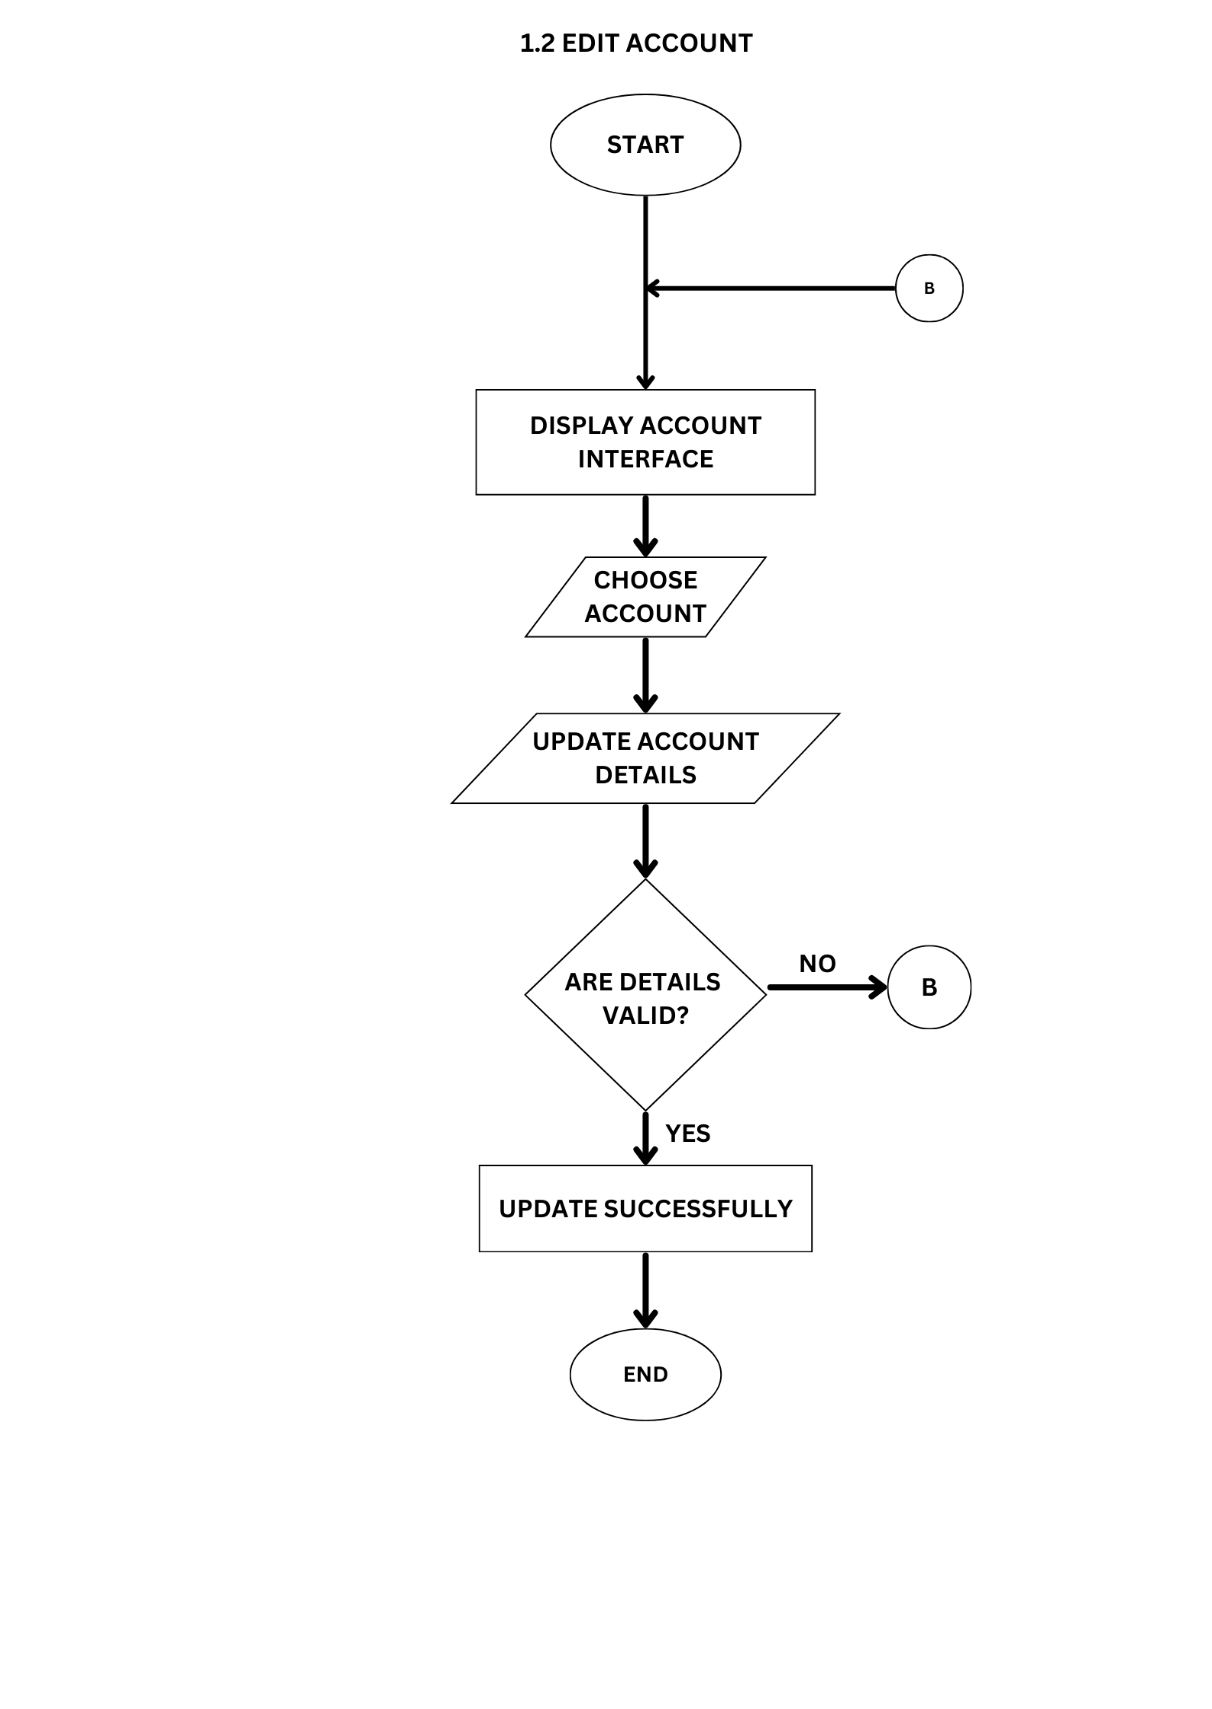 1.2 EDIT ACCOUNT
START
B
DISPLAY ACCOUNT
INTERFACE
CHOOSE
ACCOUNT
UPDATE ACCOUNT
DETAILS
ARE DETAILS
VALID?
NO
B
YES
UPDATE SUCCESSFULLY
END